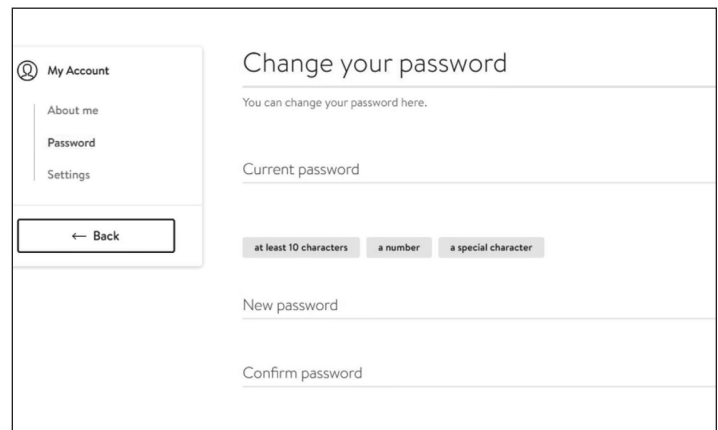 My Account
About me
Password
Settings
← Back
Change your password
You can change your password here.
Current password
at least 10 characters a number a special character
New password
Confirm password